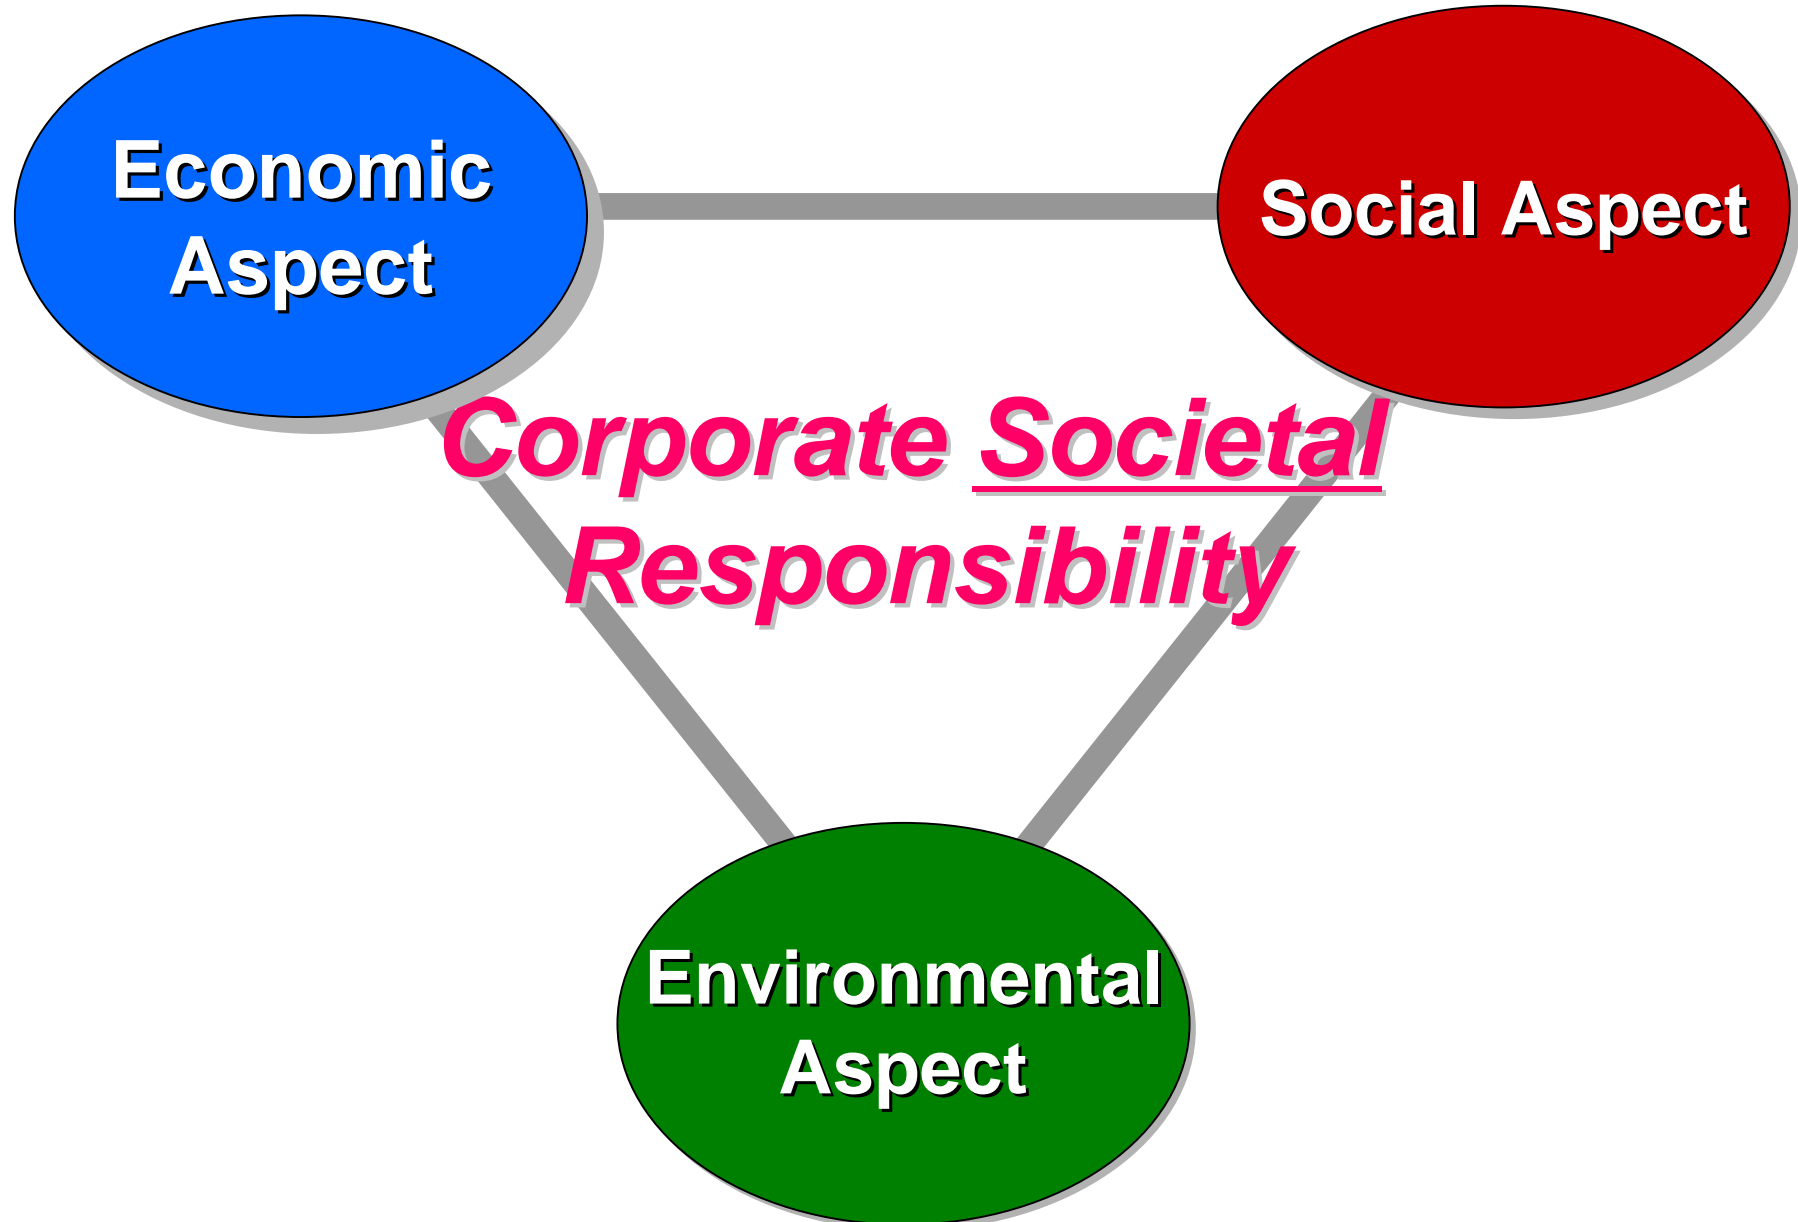 Economic
Aspect
Social Aspect
Corporate Societal
Responsibility
Environmental
Aspect